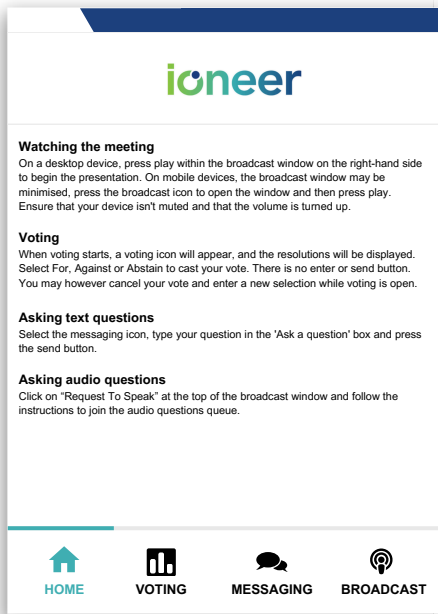 ioneer
Watching the meeting
On a desktop device, press play within the broadcast window on the right-hand side
to begin the presentation. On mobile devices, the broadcast window may be
minimised, press the broadcast icon to open the window and then press play.
Ensure that your device isn't muted and that the volume is turned up.
Voting
When voting starts, a voting icon will appear, and the resolutions will be displayed.
Select For, Against or Abstain to cast your vote. There is no enter or send button.
You may however cancel your vote and enter a new selection while voting is open.
Asking text questions
Select the messaging icon, type your question in the 'Ask a question' box and press
the send button.
Asking audio questions
Click on “Request To Speak” at the top of the broadcast window and follow the
instructions to join the audio questions queue.
HOME VOTING MESSAGING BROADCAST